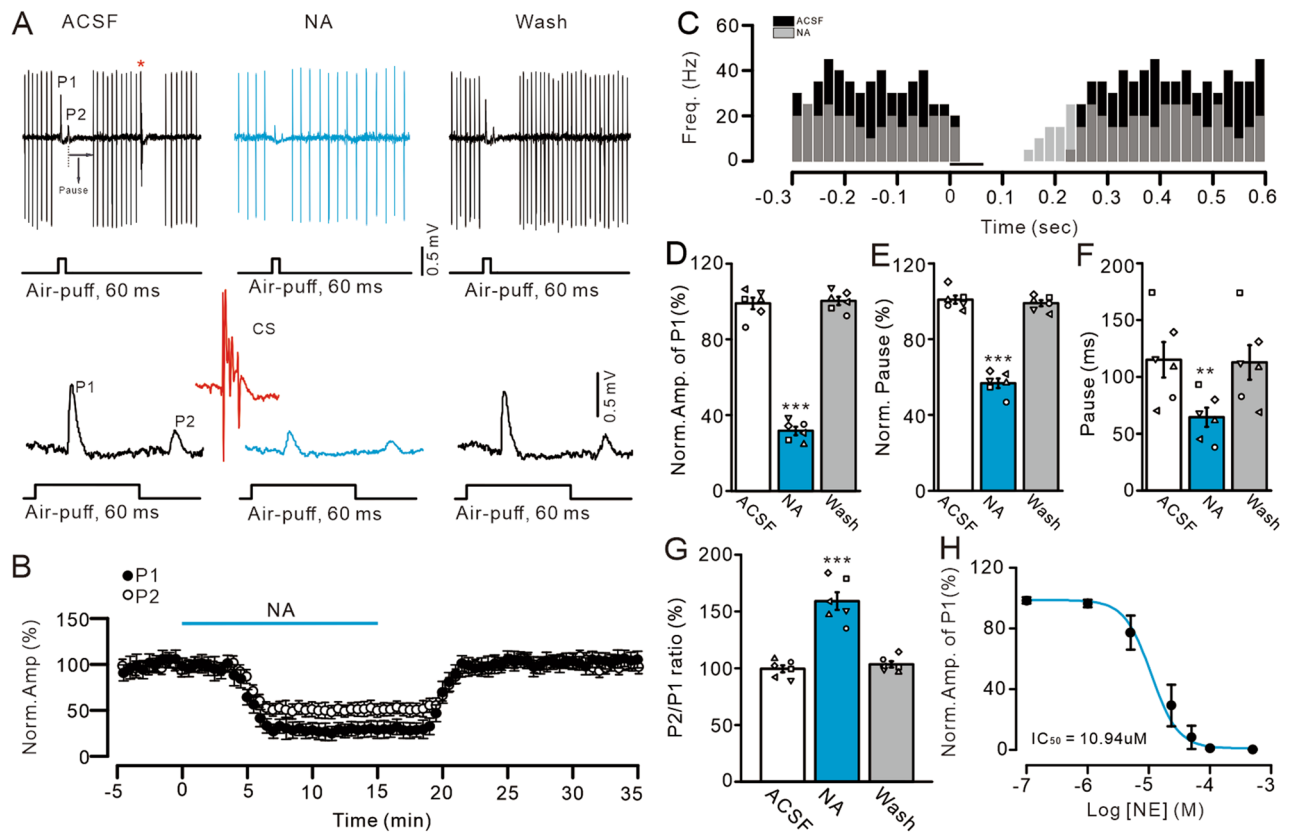 A
ACSF
NA
Wash
*
P1
P2
Pause
0.5 mV
Air-puff, 60 ms
Air-puff, 60 ms
Air-puff, 60 ms
CS
P1
P2
0.5 mV
Air-puff, 60 ms
Air-puff, 60 ms
Air-puff, 60 ms
B
P1
P2
NA
Norm.Amp (%)
150
100
50
0
-5
0
5
10
15
20
25
30
35
Time (min)
C
ACSF
NA
Freq. (Hz)
60
40
20
0
-0.3
-0.2
-0.1
0
0.1
0.2
0.3
0.4
0.5
0.6
Time (sec)
D
Norm.Amp. of P1(%)
120
80
40
0
***
ACSF
NA
Wash
E
Norm. Pause (%)
120
80
40
0
***
ACSF
NA
Wash
F
Pause (ms)
200
150
100
50
0
**
ACSF
NA
Wash
G
P2/P1 ratio (%)
200
150
100
50
0
***
ACSF
NA
Wash
H
Norm.Amp. of P1(%)
120
80
40
0
IC50 = 10.94uM
-7
-6
-5
-4
-3
Log [NE] (M)